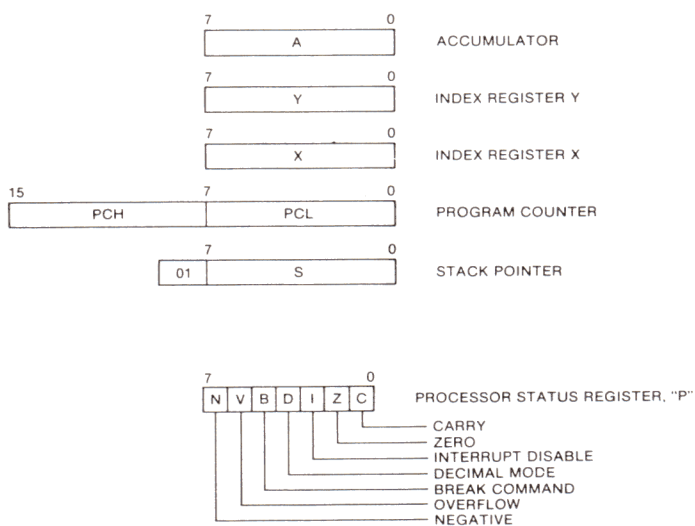 7 0
A ACCUMULATOR
7 0
Y INDEX REGISTER Y
7 0
X INDEX REGISTER X
15 7 0
PCH PCL PROGRAM COUNTER
7 0
01 S STACK POINTER
7 0
N V B D I Z C PROCESSOR STATUS REGISTER, "P"
CARRY
ZERO
INTERRUPT DISABLE
DECIMAL MODE
BREAK COMMAND
OVERFLOW
NEGATIVE